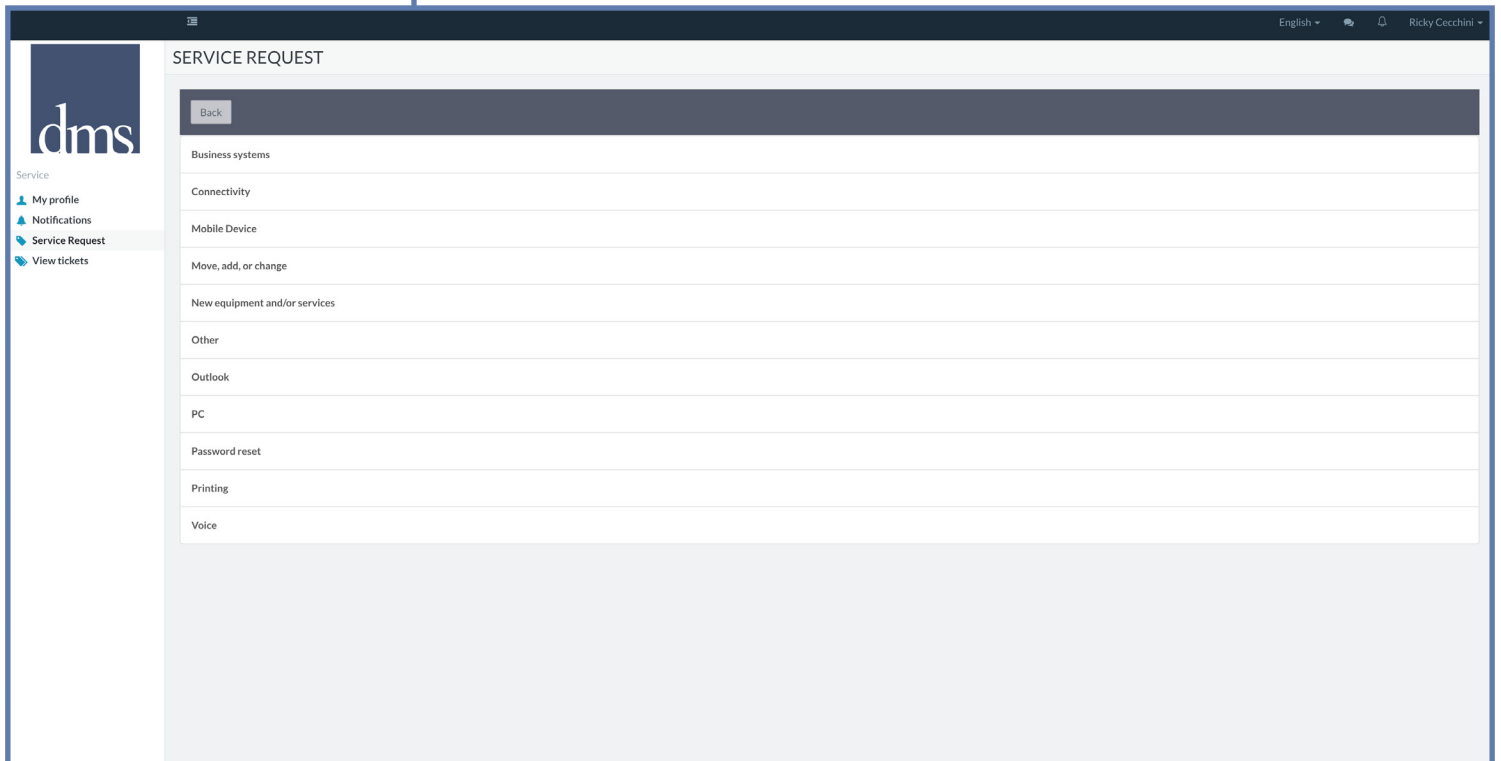 English
Ricky Cecchini
dms
SERVICE REQUEST
Back
Service
My profile
Notifications
Service Request
View tickets
Business systems
Connectivity
Mobile Device
Move, add, or change
New equipment and/or services
Other
Outlook
PC
Password reset
Printing
Voice